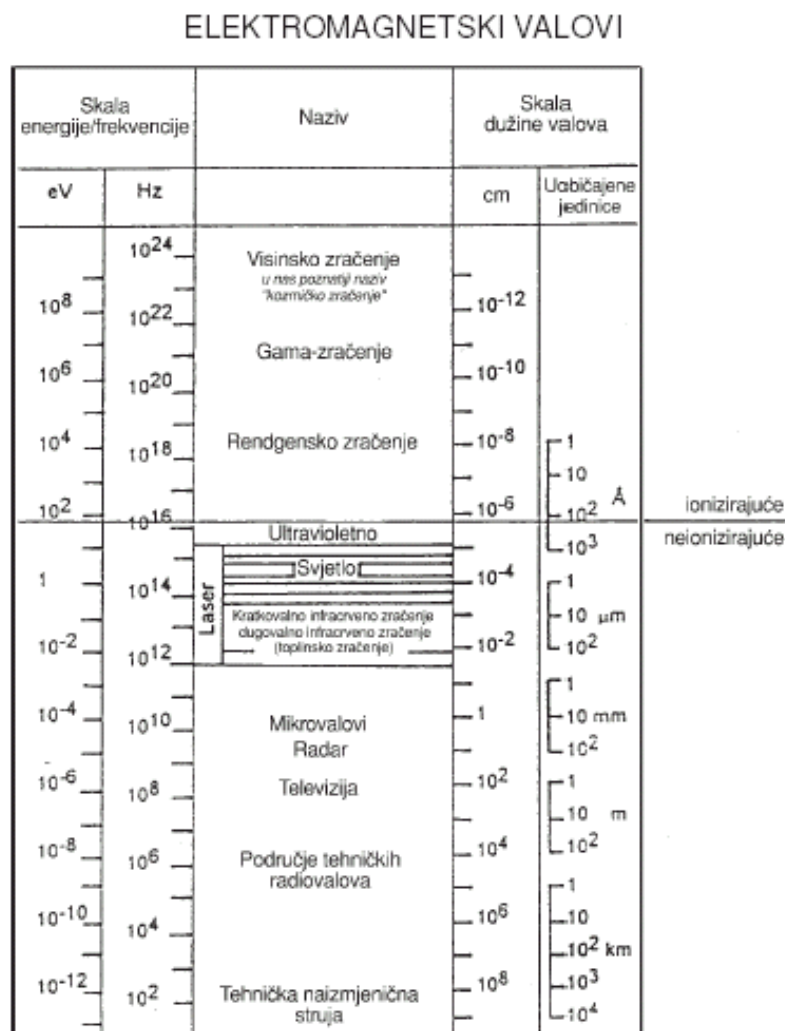 ELEKTROMAGNETSKI VALOVI
Skala
energije/frekvencije
Naziv
Skala
dužine valova
eV
Hz
cm
Uobičajene
jedinice
10²⁴
Visinsko zračenje
u nas poznatiji naziv
"kozmičko zračenje"
10⁸
10⁻¹²
10²²
Gama-zračenje
10⁶
10⁻¹⁰
10²⁰
10⁴
10¹⁸
Rendgensko zračenje
10⁻⁸
1
10
10²
Å
10²
10¹⁶
10⁻⁶
10³
ionizirajuće
neionizirajuće
Ultravioletno
Laser
Svjetlo
1
10¹⁴
10⁻⁴
1
10 µm
10²
Kratkovalno infracrveno zračenje
dugovalno infracrveno zračenje
(toplinsko zračenje)
10⁻²
10¹²
10⁻²
10⁻⁴
10¹⁰
Mikrovalovi
Radar
1
1
10 mm
10²
10⁻⁶
10⁸
Televizija
10²
1
10 m
10²
10⁻⁸
10⁶
Područje tehničkih
radiovalova
10⁴
1
10
10² km
10³
10⁴
10⁻¹⁰
10⁴
10⁶
10⁻¹²
10²
Tehnička naizmjenična
struja
10⁸